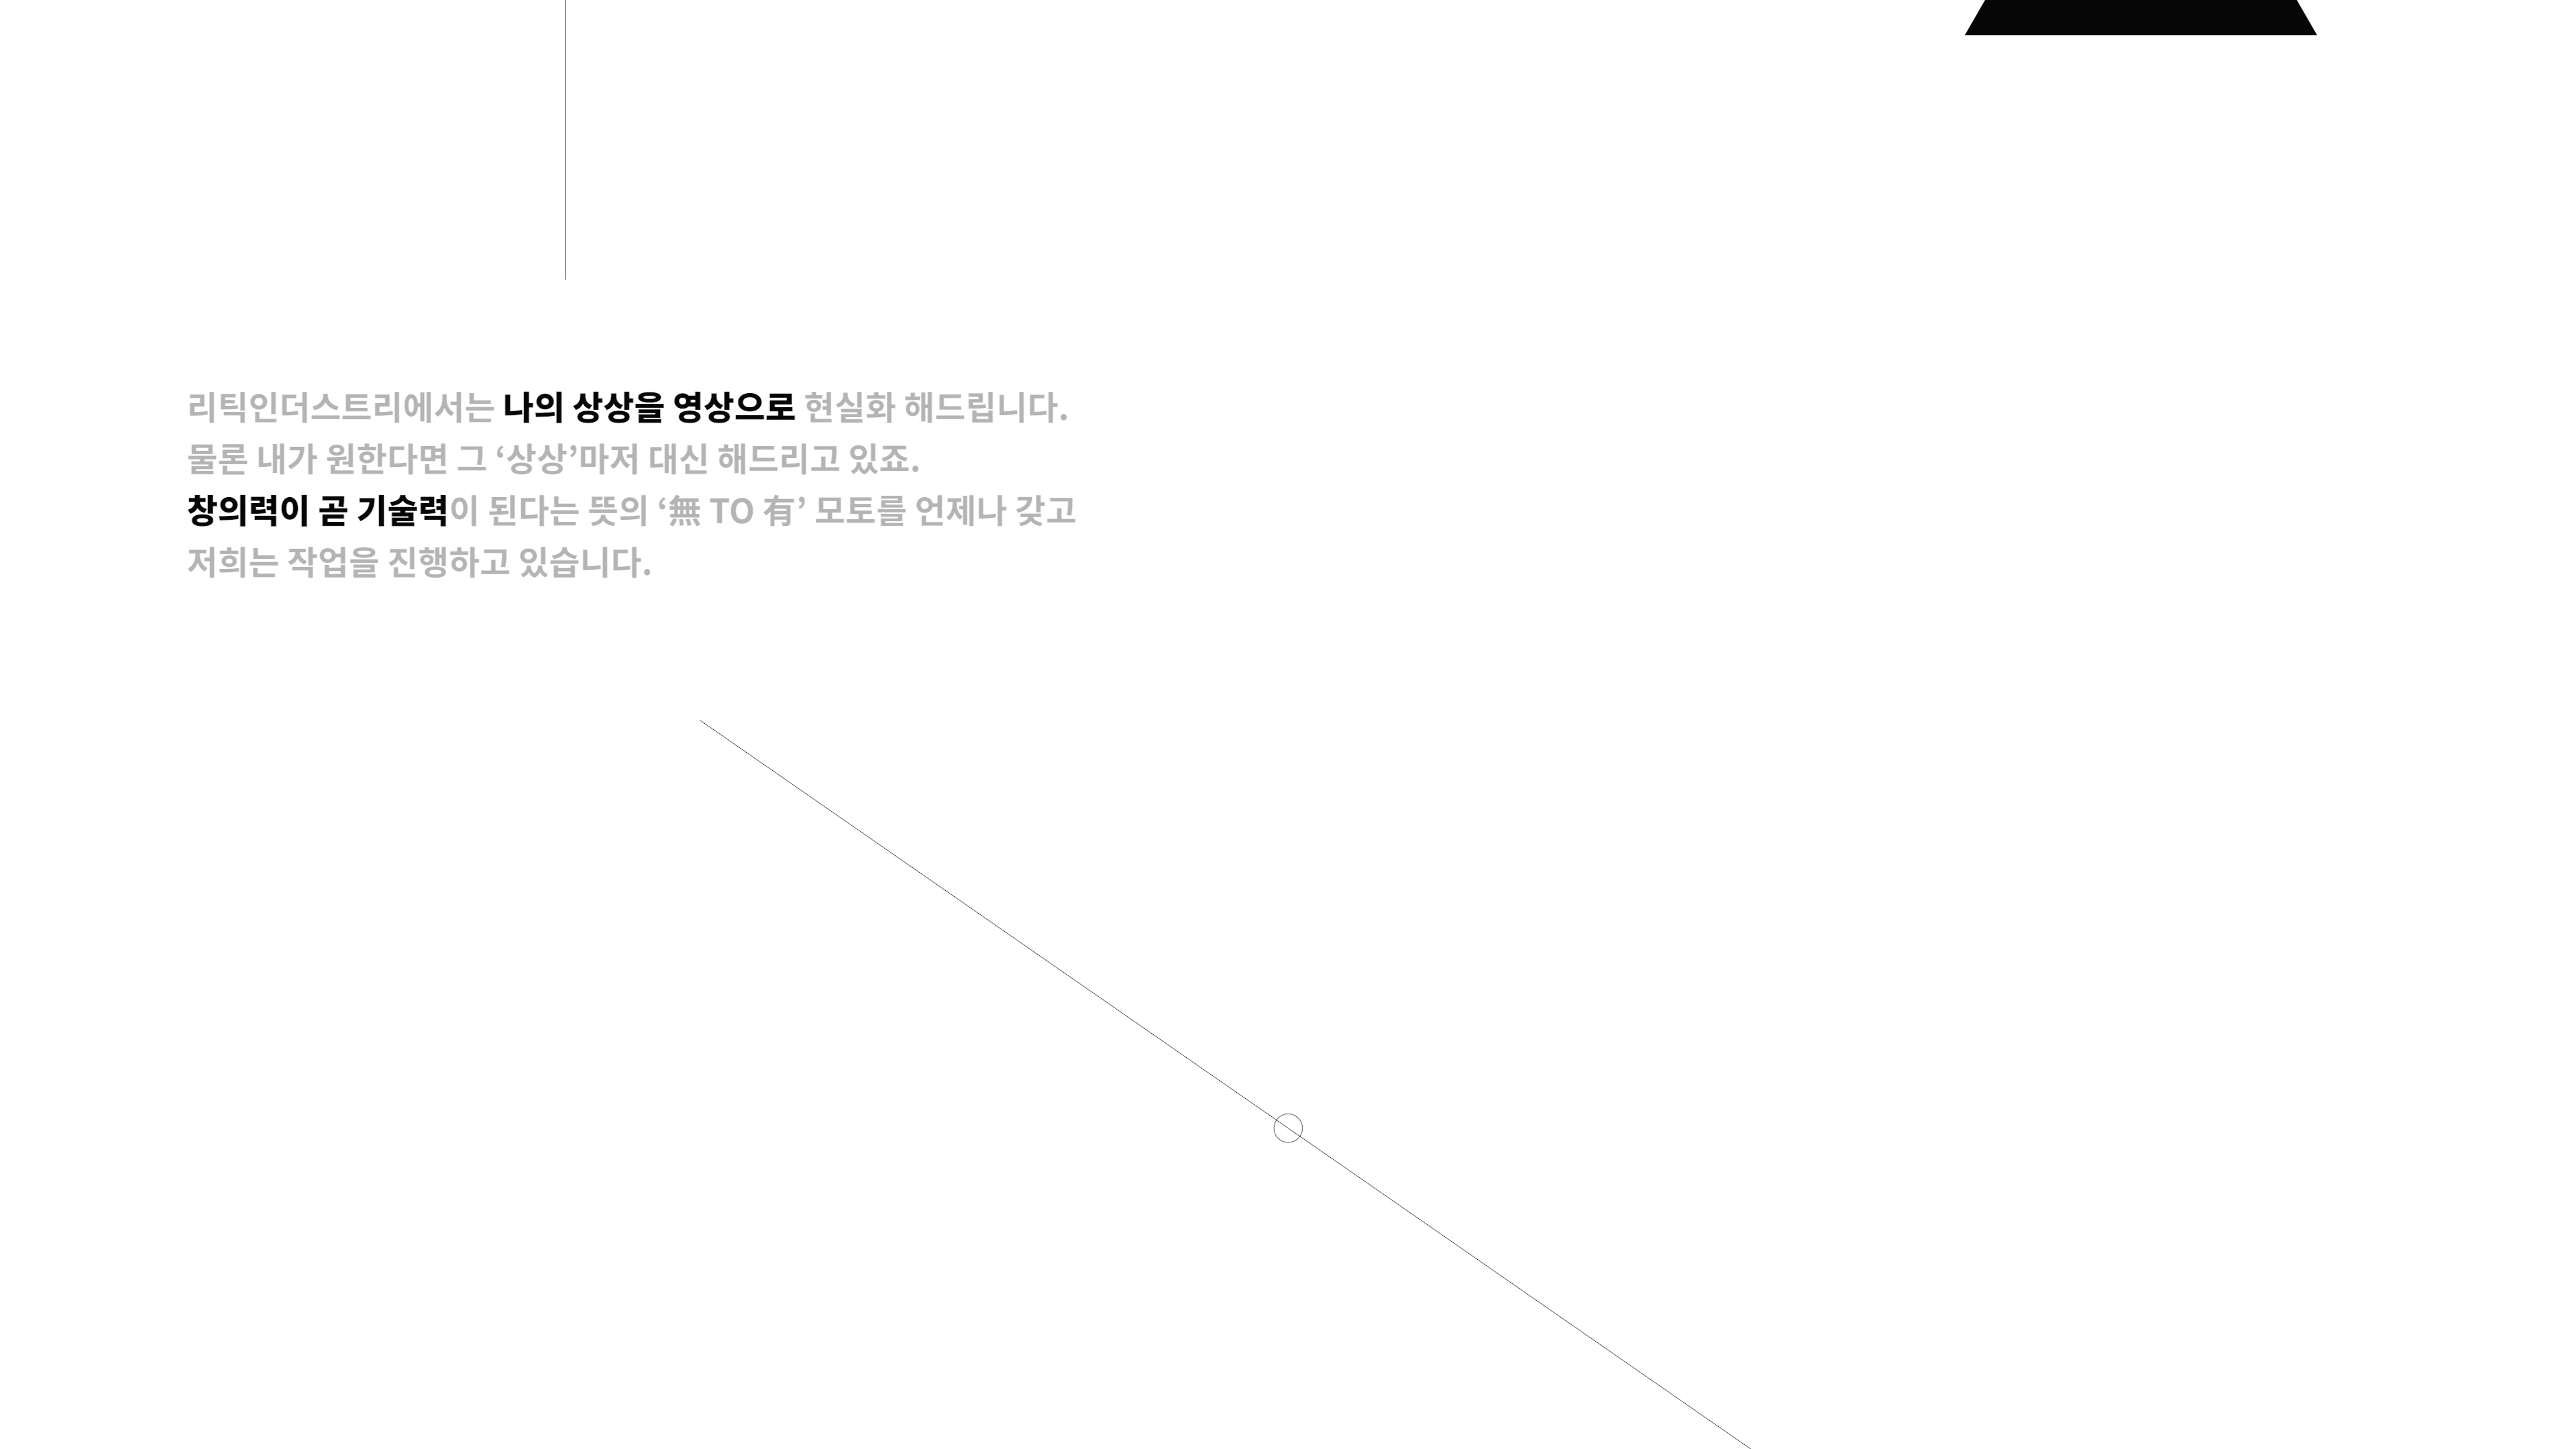 리틱인더스트리에서는 나의 상상을 영상으로 현실화 해드립니다.
물론 내가 원한다면 그 ‘상상’마저 대신 해드리고 있죠.
창의력이 곧 기술력이 된다는 뜻의 ‘無 TO 有’ 모토를 언제나 갖고
저희는 작업을 진행하고 있습니다.